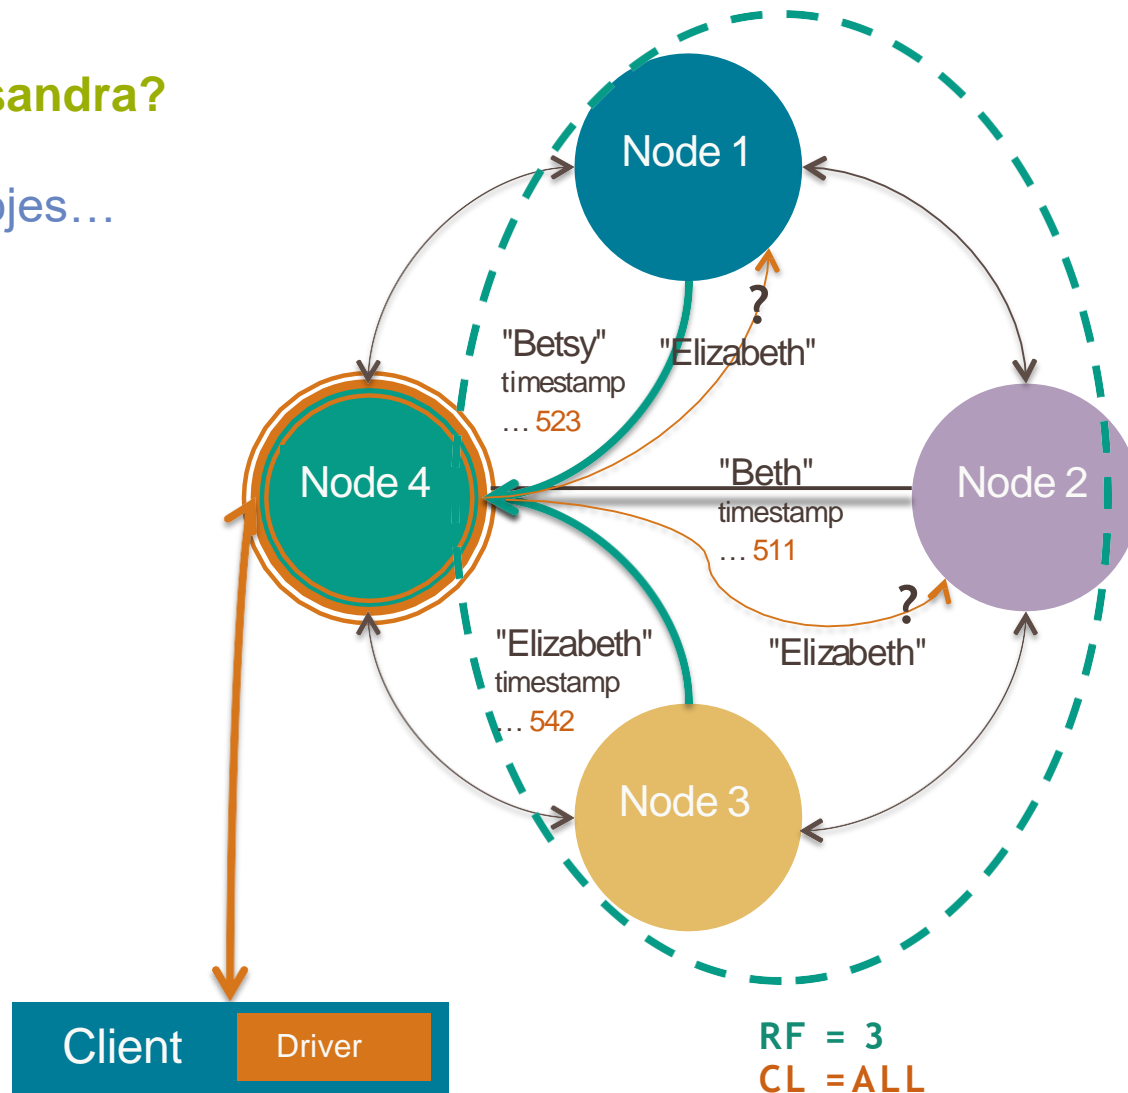 sandra?
ojes…
Node 1
?
"Betsy"
timestamp
… 523
"Elizabeth"
Node 4
"Beth"
timestamp
… 511
Node 2
?
"Elizabeth"
"Elizabeth"
timestamp
… 542
Node 3
Client
Driver
RF = 3
CL =ALL